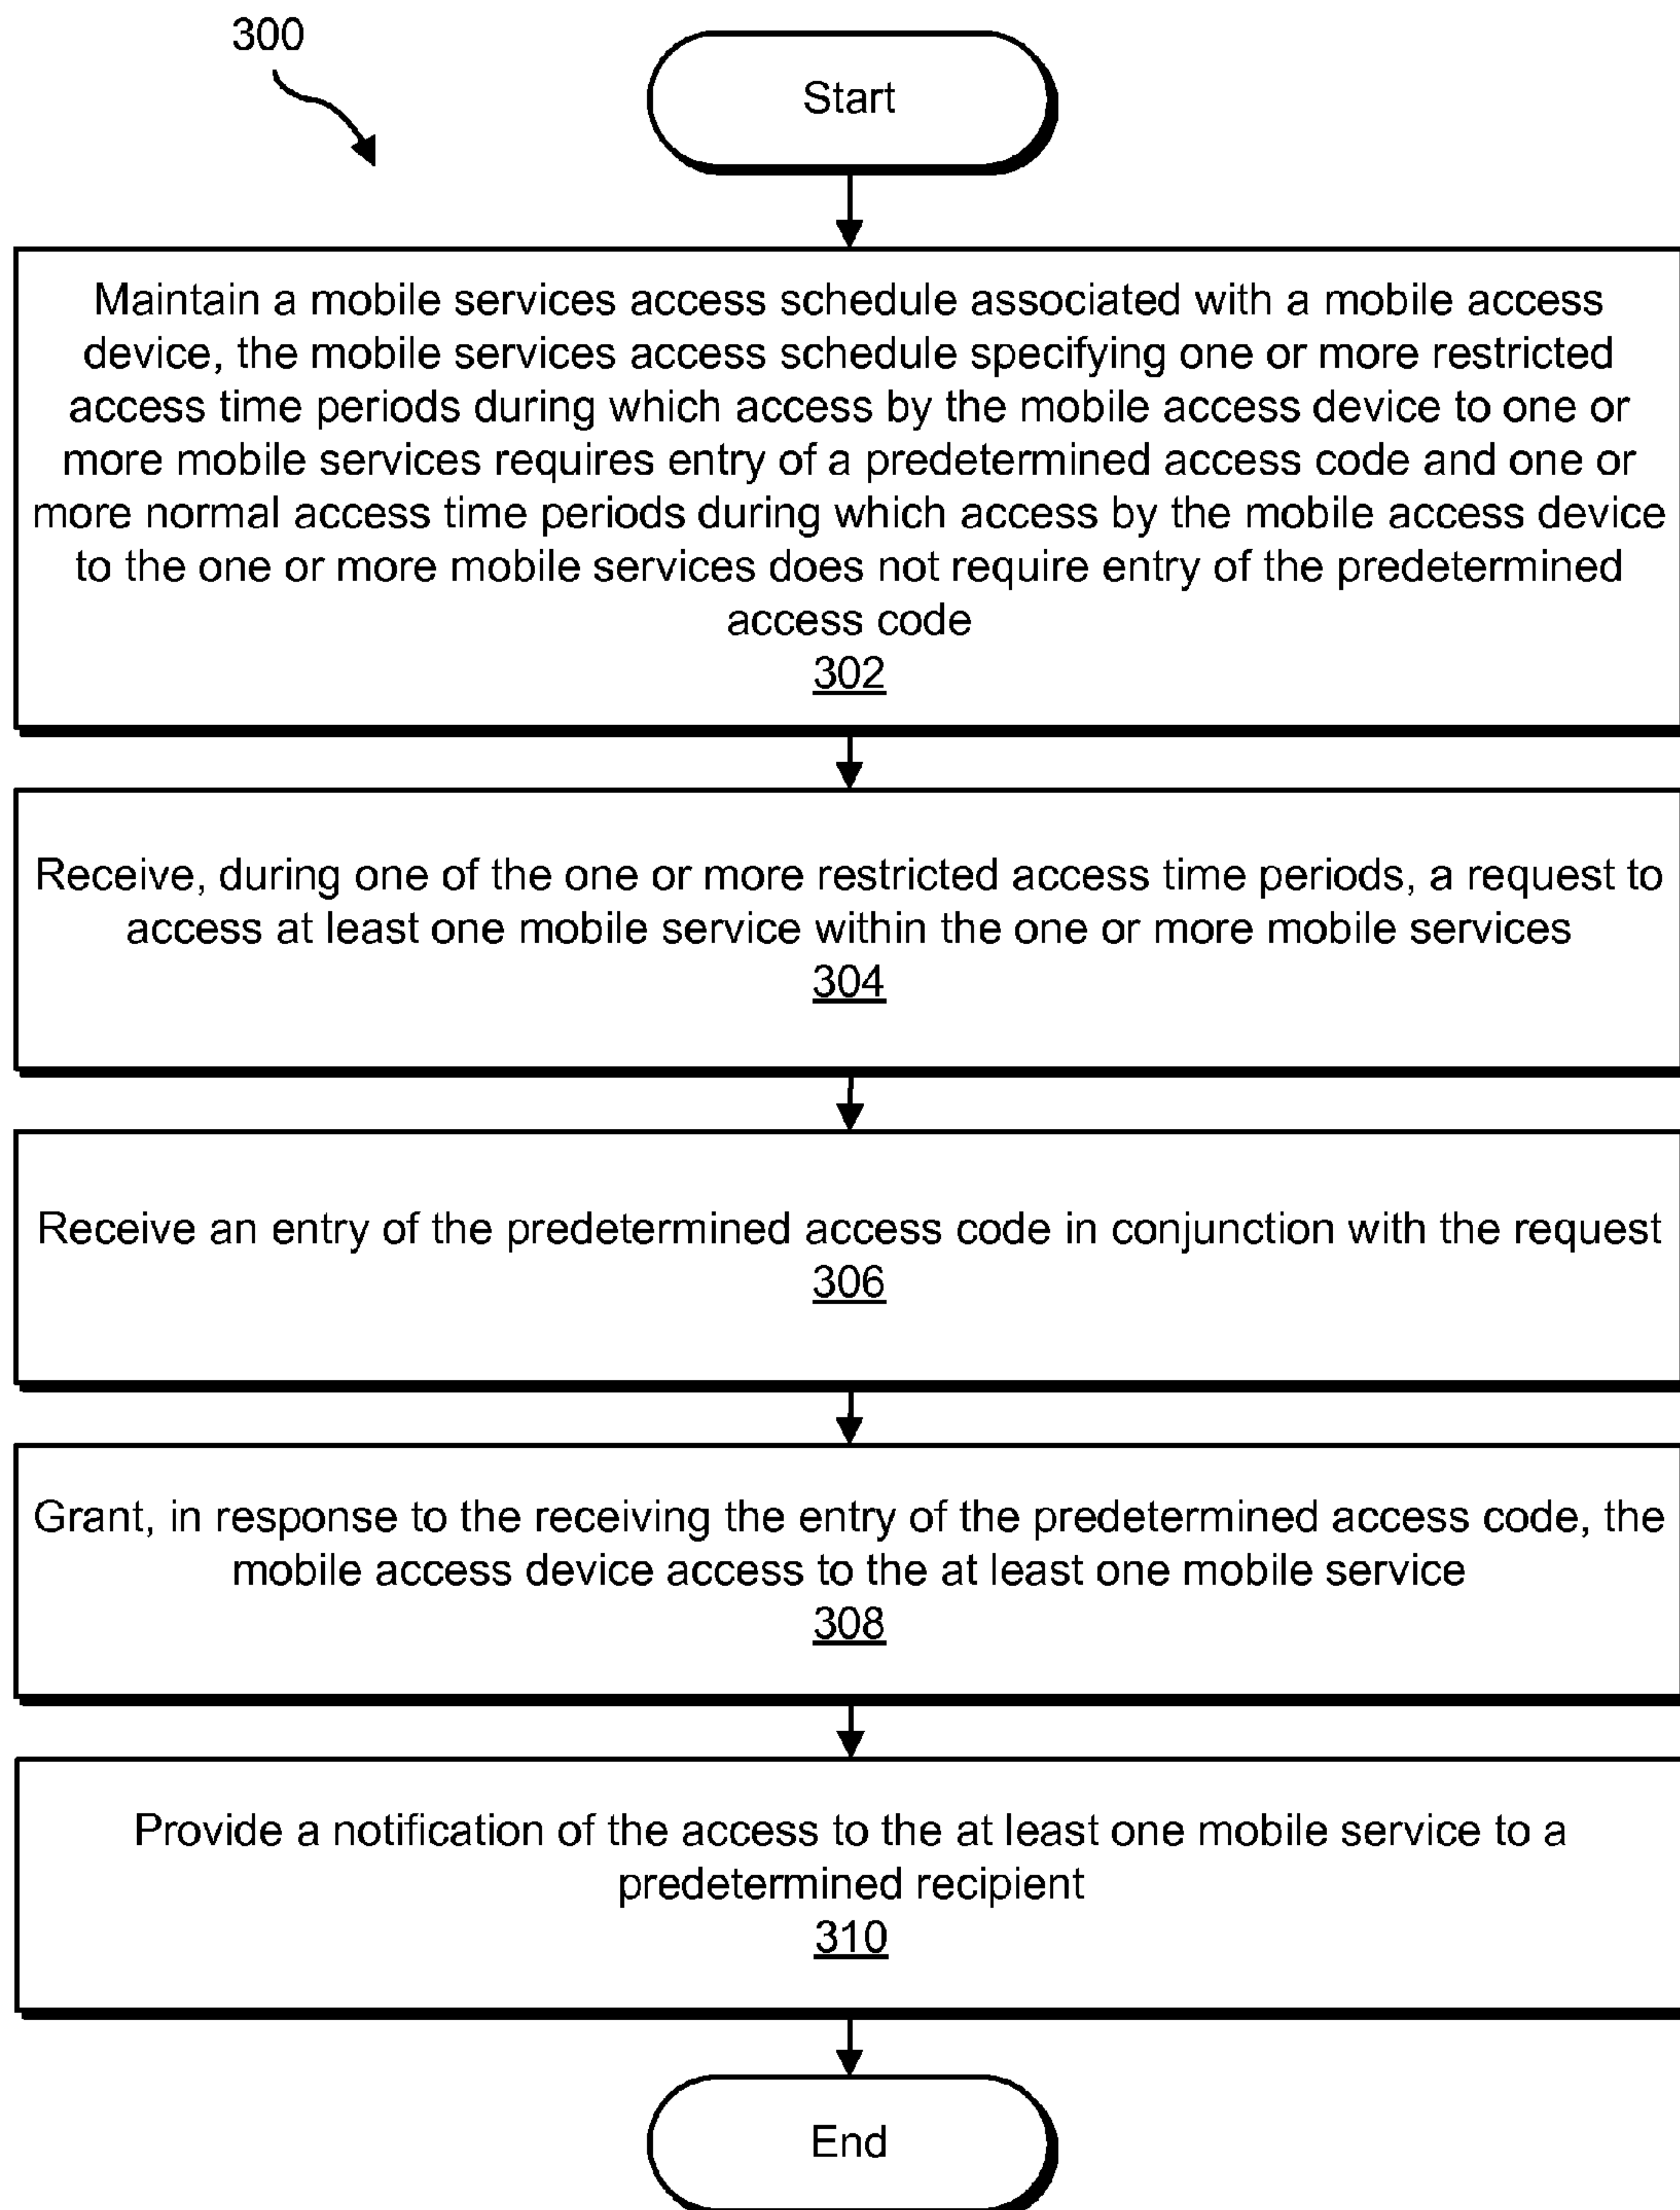 300
Start
Maintain a mobile services access schedule associated with a mobile access
device, the mobile services access schedule specifying one or more restricted
access time periods during which access by the mobile access device to one or
more mobile services requires entry of a predetermined access code and one or
more normal access time periods during which access by the mobile access device
to the one or more mobile services does not require entry of the predetermined
access code
302
Receive, during one of the one or more restricted access time periods, a request to
access at least one mobile service within the one or more mobile services
304
Receive an entry of the predetermined access code in conjunction with the request
306
Grant, in response to the receiving the entry of the predetermined access code, the
mobile access device access to the at least one mobile service
308
Provide a notification of the access to the at least one mobile service to a
predetermined recipient
310
End